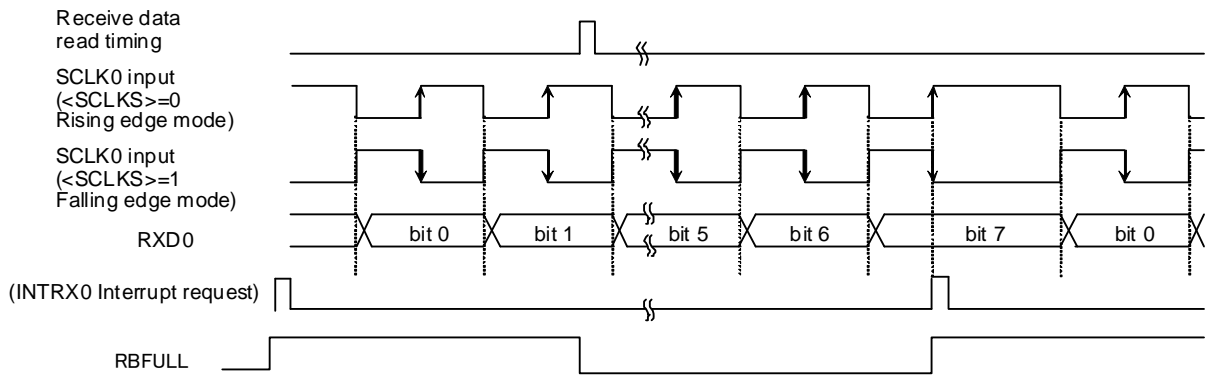 Receive data
read timing
SCLK0 input
(<SCLKS>=0
Rising edge mode)
SCLK0 input
(<SCLKS>=1
Falling edge mode)
RXD0
bit 0
bit 1
bit 5
bit 6
bit 7
bit 0
(INTRX0 Interrupt request)
RBFULL